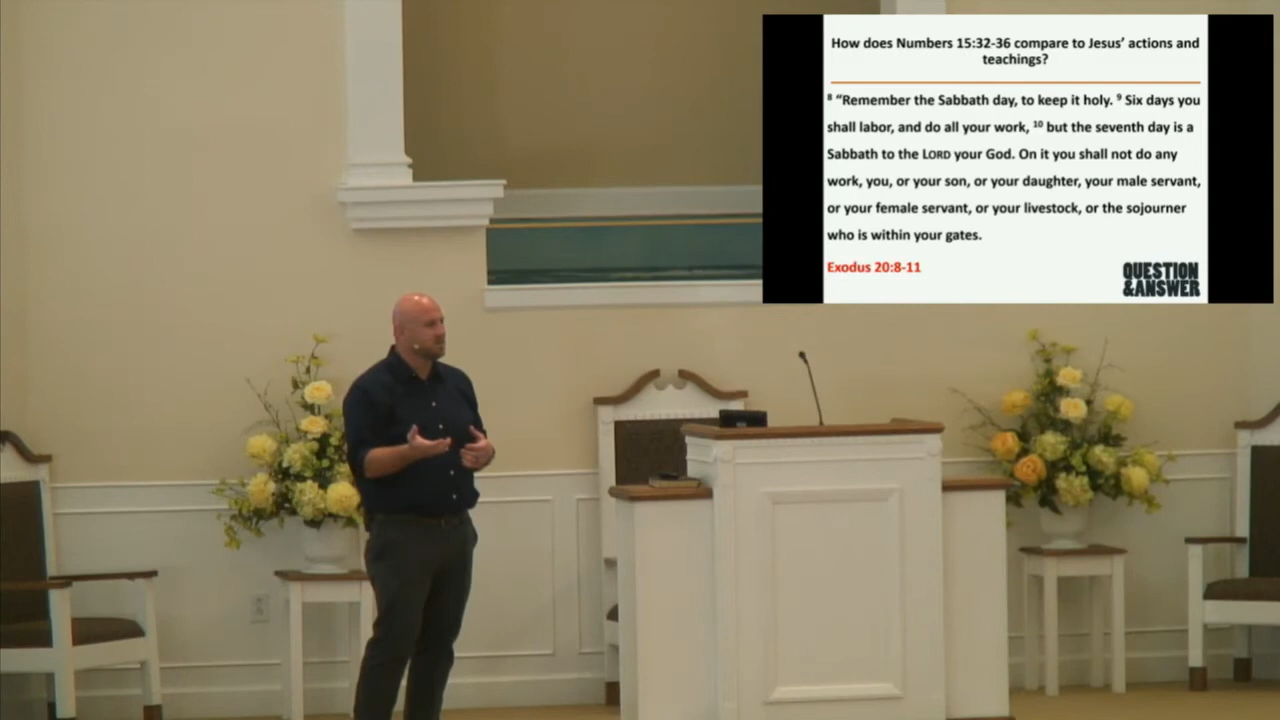 How does Numbers 15:32-36 compare to Jesus' actions and
teachings?
⁸ “Remember the Sabbath day, to keep it holy. ⁹ Six days you
shall labor, and do all your work, ¹⁰ but the seventh day is a
Sabbath to the LORD your God. On it you shall not do any
work, you, or your son, or your daughter, your male servant,
or your female servant, or your livestock, or the sojourner
who is within your gates.
Exodus 20:8-11
QUESTION
&ANSWER